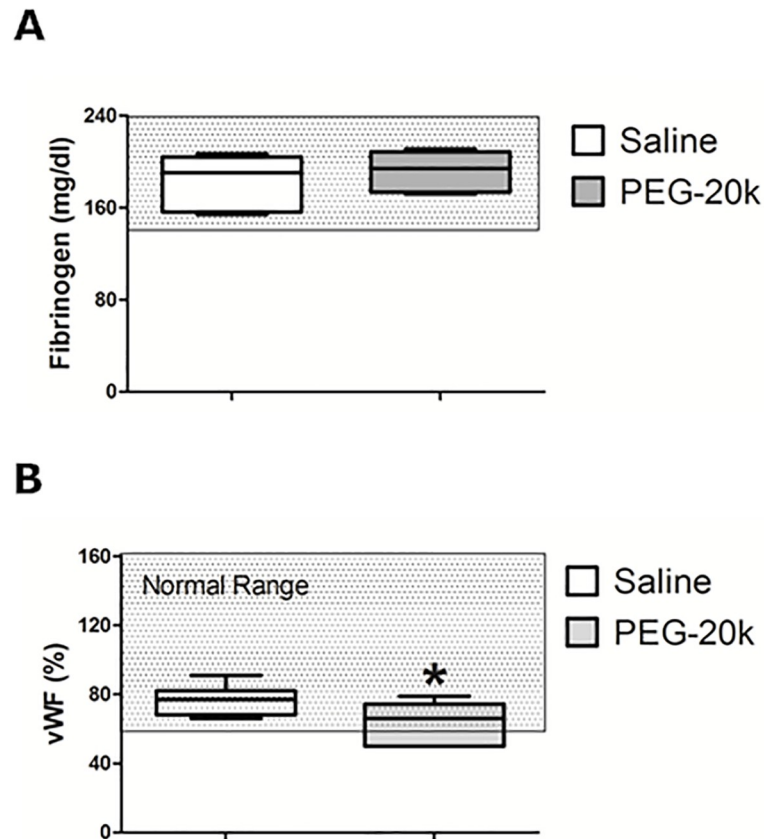 A
Fibrinogen (mg/dl)
240
160
80
0
Saline
PEG-20k
B
vWF (%)
160
120
80
40
0
Normal Range
*
Saline
PEG-20k